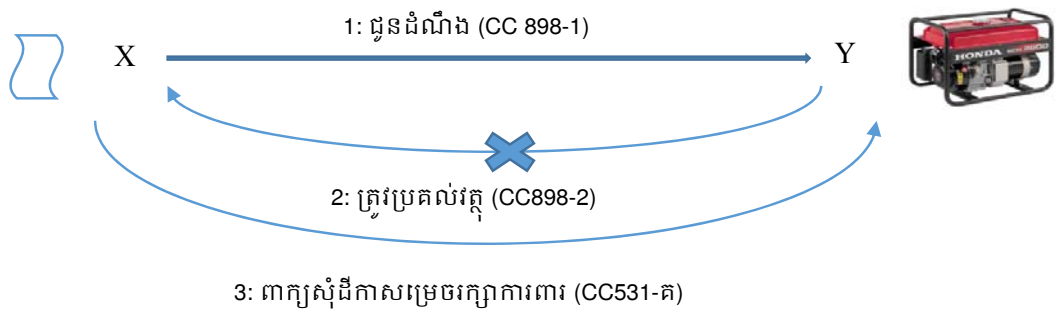 1: ជូនដំណឹង (CC 898-1)
X
Y
HONDA
2: ត្រូវប្រគល់វត្ថុ (CC898-2)
3: ពាក្យសុំដីកាសម្រេចរក្សាការពារ (CC531-គ)